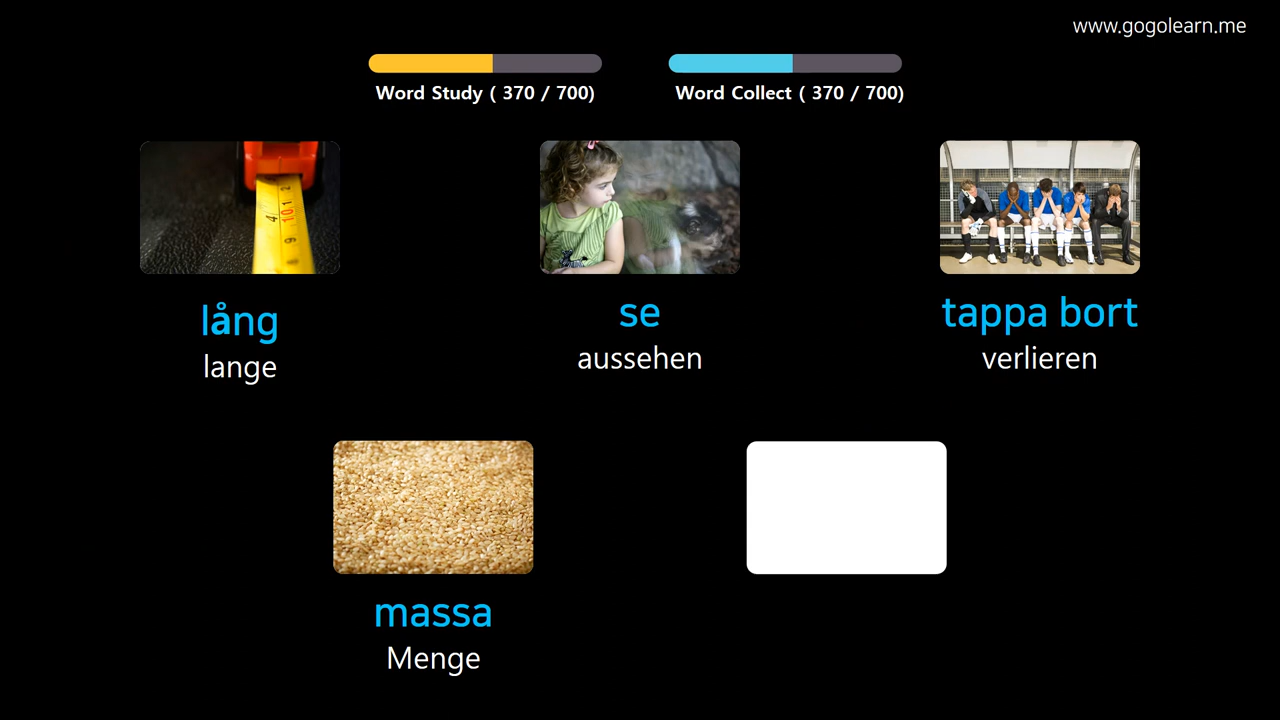 www.gogolearn.me
Word Study ( 370 / 700)
Word Collect ( 370 / 700)
lång
lange
se
aussehen
tappa bort
verlieren
massa
Menge